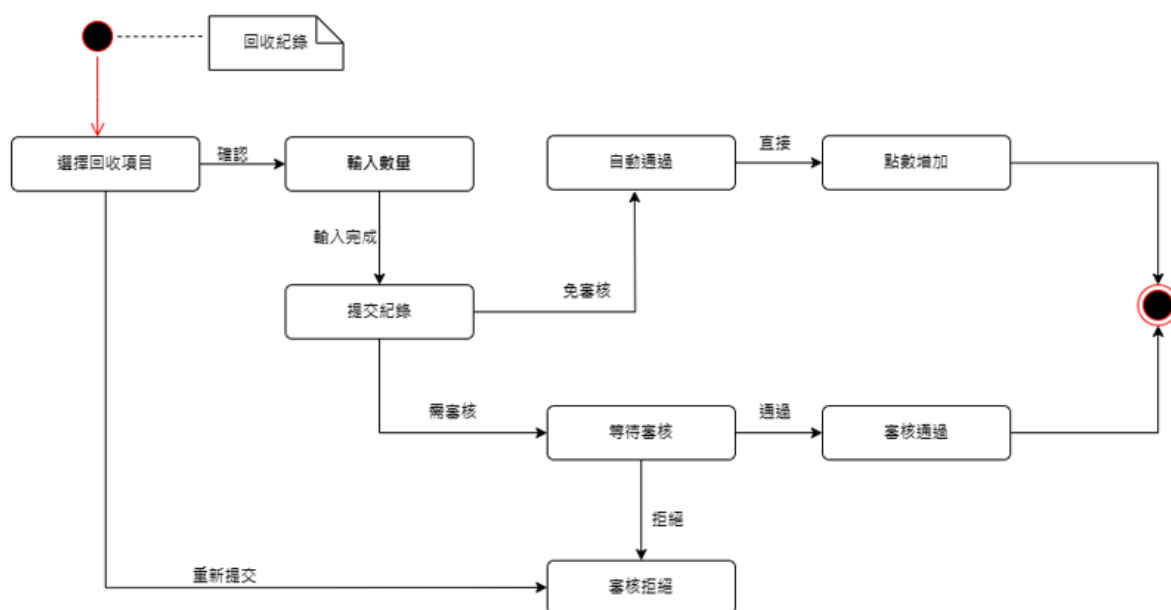 回收紀錄
選擇回收項目
確認
輸入數量
自動通過
直接
點數增加
輸入完成
提交紀錄
免審核
需審核
等待審核
通過
審核通過
拒絕
重新提交
審核拒絕